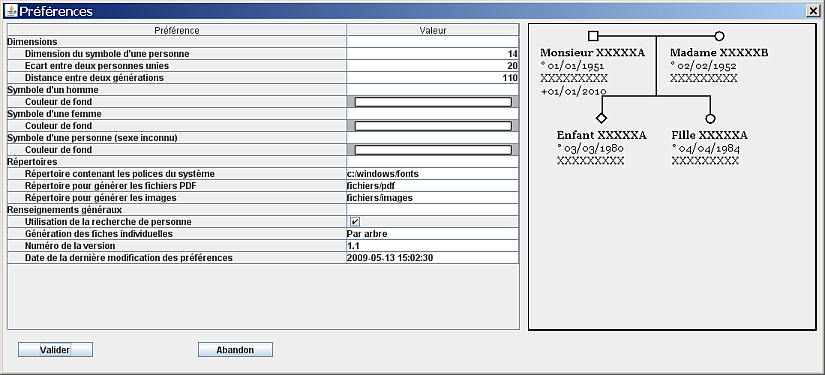 Préférences
Préférence Valeur
Dimensions
Dimension du symbole d'une personne 14
Ecart entre deux personnes unies 20
Distance entre deux générations 110
Symbole d'un homme
Couleur de fond
Symbole d'une femme
Couleur de fond
Symbole d'une personne (sexe inconnu)
Couleur de fond
Répertoires
Répertoire contenant les polices du système c:/windows/fonts
Répertoire pour générer les fichiers PDF fichiers/pdf
Répertoire pour générer les images fichiers/images
Renseignements généraux
Utilisation de la recherche de personne
Génération des fiches individuelles Par arbre
Numéro de la version 1.1
Date de la dernière modification des préférences 2009-05-13 15:02:30
Valider Abandon
Monsieur XXXXXA Madame XXXXXB
° 01/01/1951 ° 02/02/1952
XXXXXXXXX XXXXXXXXX
+01/01/2010
Enfant XXXXXA Fille XXXXXA
° 03/03/1980 ° 04/04/1984
XXXXXXXXX XXXXXXXXX